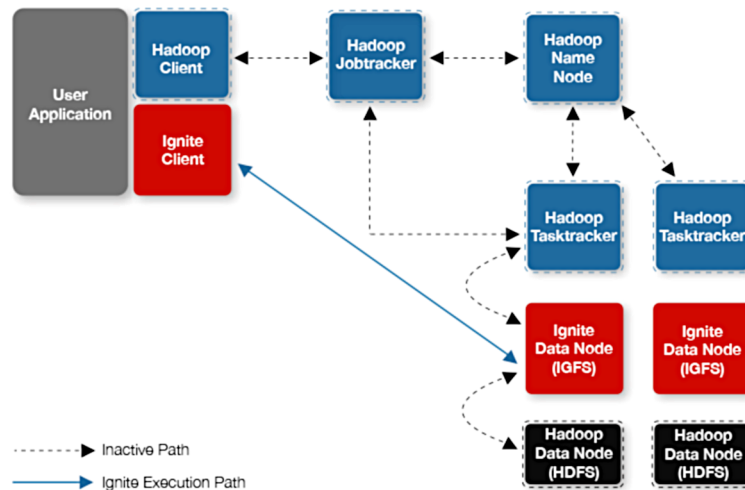 User
Application
Hadoop
Client
Hadoop
Jobtracker
Hadoop
Name
Node
Ignite
Client
Hadoop
Tasktracker
Hadoop
Tasktracker
Ignite
Data Node
(IGFS)
Ignite
Data Node
(IGFS)
Hadoop
Data Node
(HDFS)
Hadoop
Data Node
(HDFS)
Inactive Path
Ignite Execution Path